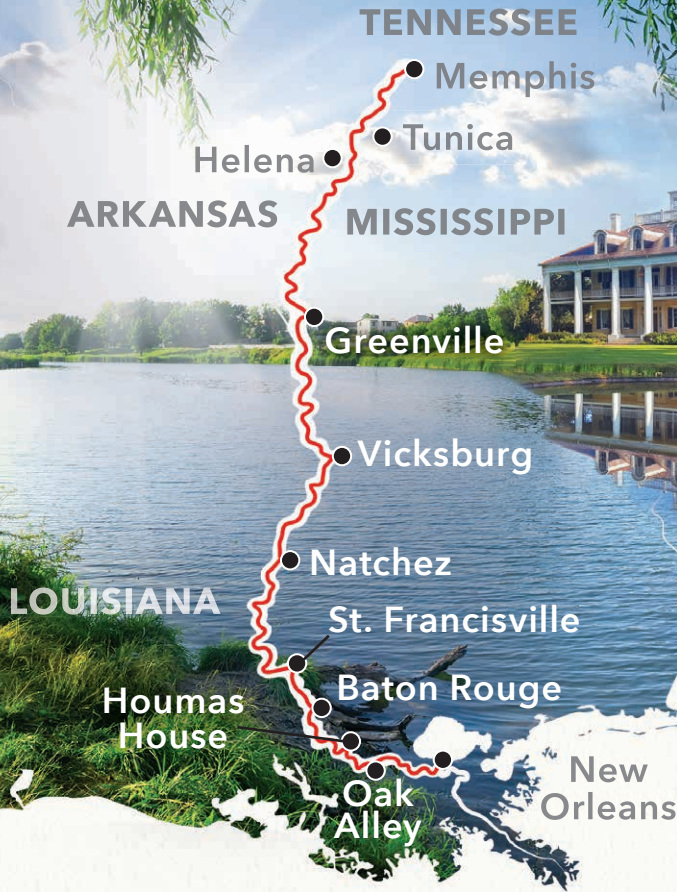 TENNESSEE
Memphis
Tunica
Helena
ARKANSAS
MISSISSIPPI
Greenville
Vicksburg
Natchez
LOUISIANA
St. Francisville
Baton Rouge
Houmas
House
New
Orleans
Oak
Alley